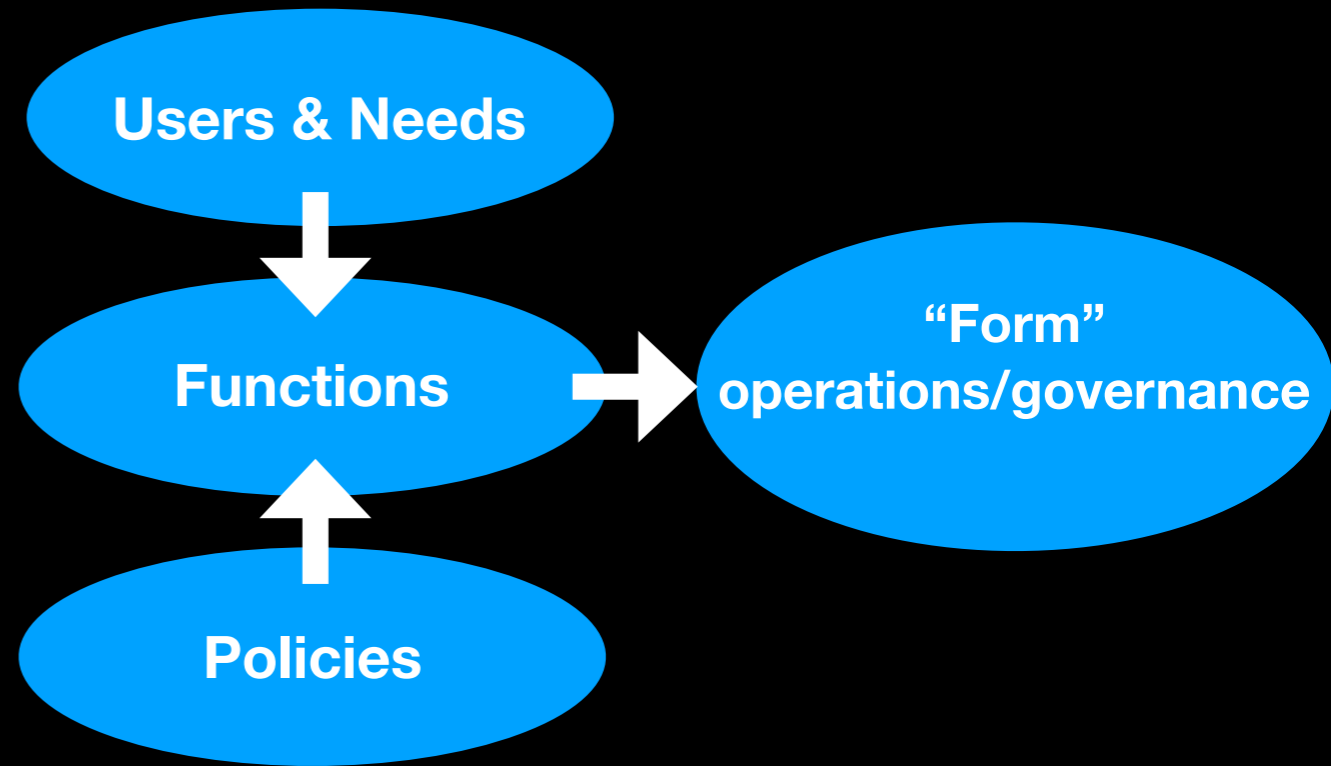 Users & Needs
Functions
“Form”
operations/governance
Policies